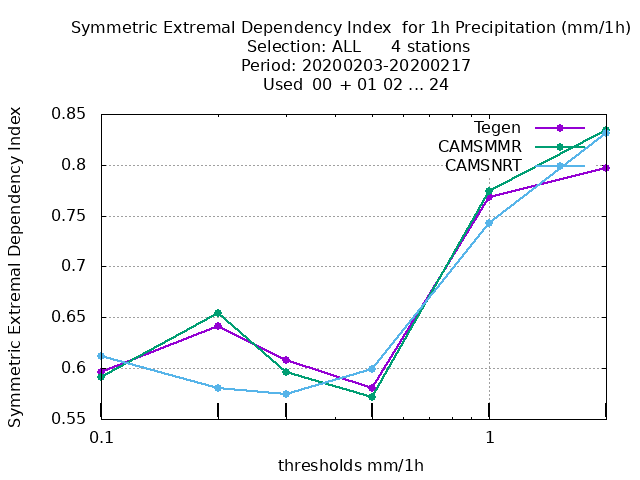 Symmetric Extremal Dependency Index  for 1h Precipitation (mm/1h)
Selection: ALL      4 stations
Period: 20200203-20200217
Used  00  + 01 02 ... 24
Symmetric Extremal Dependency Index
0.85
0.8
0.75
0.7
0.65
0.6
0.55
Tegen
CAMSMMR
CAMSNRT
0.1
1
thresholds mm/1h